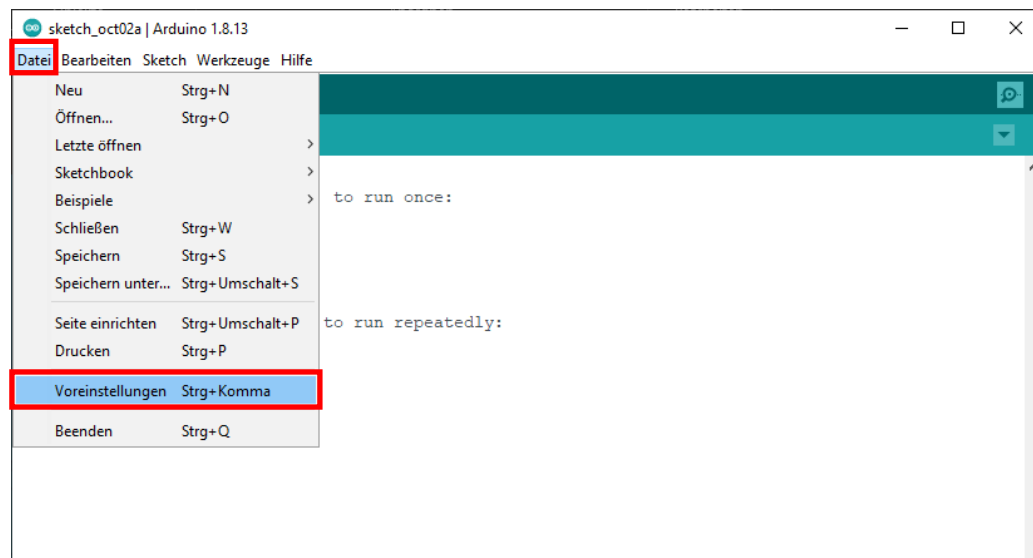 sketch_oct02a | Arduino 1.8.13
Datei Bearbeiten Sketch Werkzeuge Hilfe
Neu Strg+N
Öffnen... Strg+O
Letzte öffnen
Sketchbook
Beispiele
to run once:
Schließen Strg+W
Speichern Strg+S
Speichern unter... Strg+Umschalt+S
Seite einrichten Strg+Umschalt+P
to run repeatedly:
Drucken Strg+P
Voreinstellungen Strg+Komma
Beenden Strg+Q